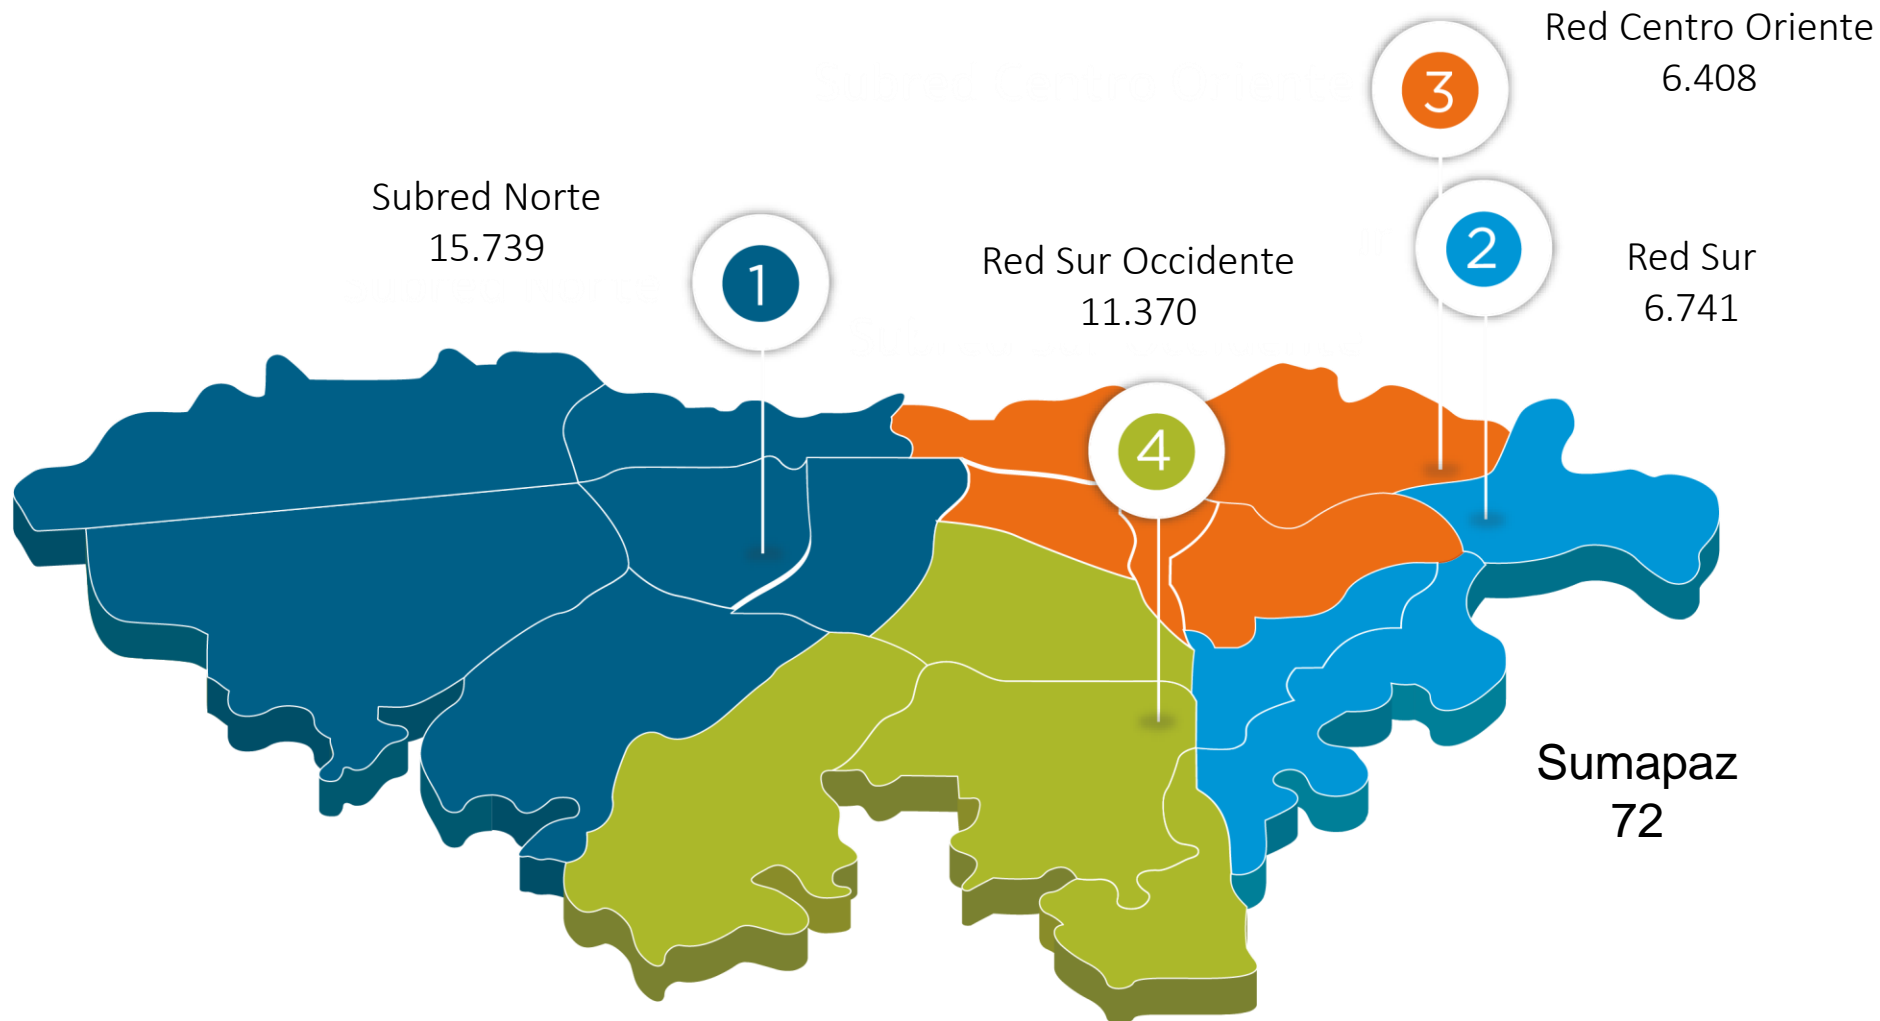 Red Centro Oriente
6.408
3
Subred Norte
15.739
1
Red Sur Occidente
11.370
2
Red Sur
6.741
4
Sumapaz
72